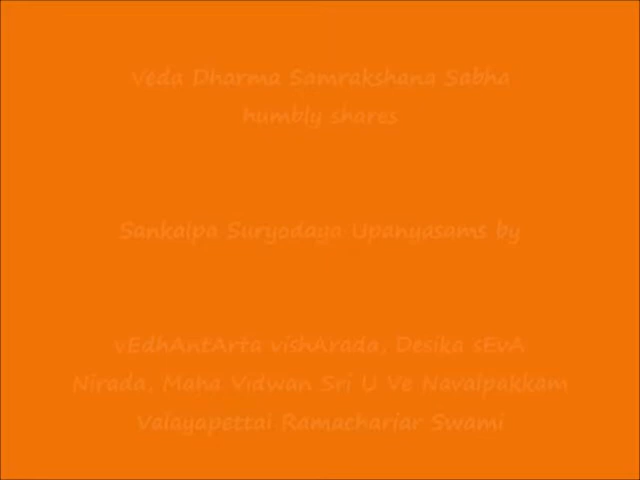 Veda Dharma Samrakshana Sabha
humbly shares
Sankalpa Suryodaya Upanyasams by
vEdhAntArta vishArada, Desika sEvA
Nirada, Maha Vidwan Sri U Ve Navalpakkam
Valayapettai Ramachariar Swami